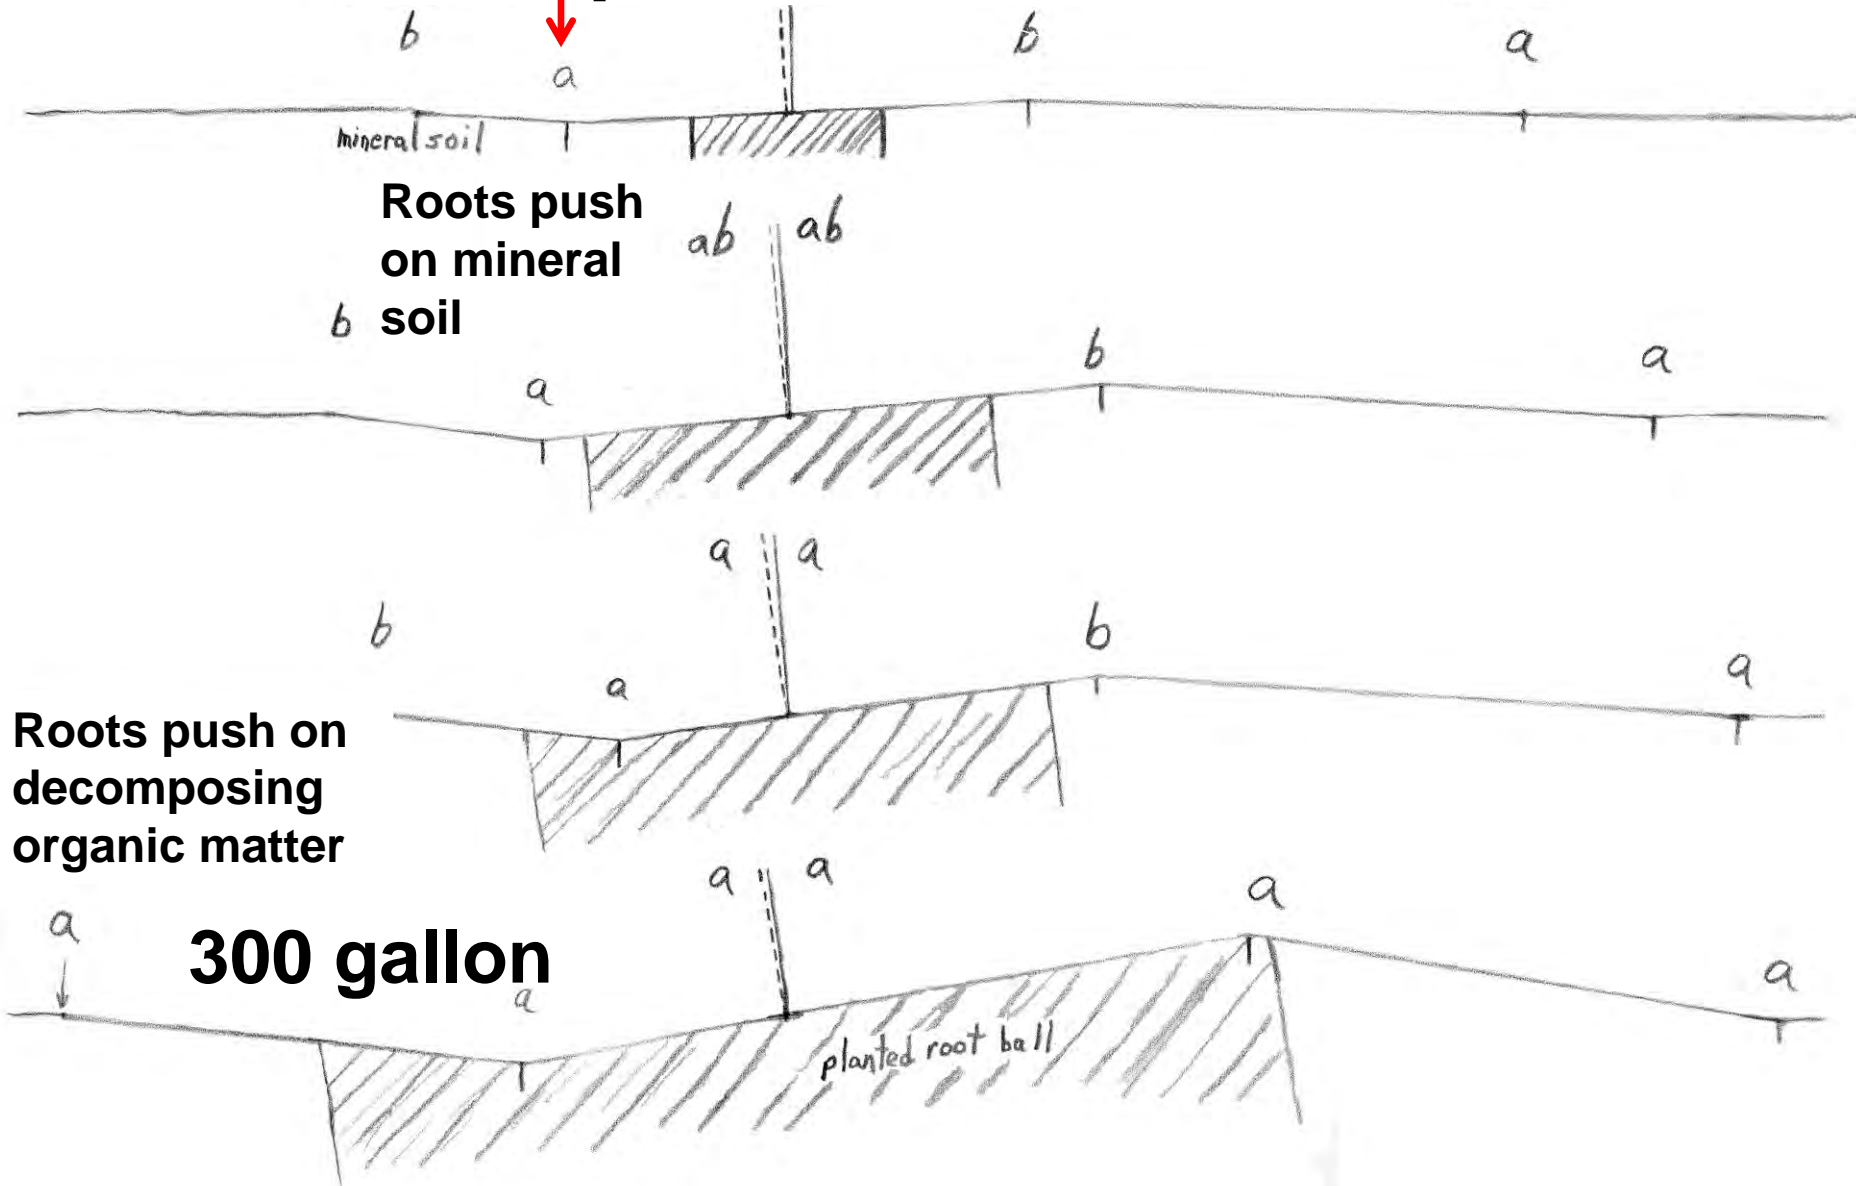 b
b
a
a
mineral soil
Roots push
on mineral
soil
ab
ab
b
b
a
a
a
a
b
b
a
a
Roots push on
decomposing
organic matter
a
a
a
a
300 gallon
a
a
planted root ball